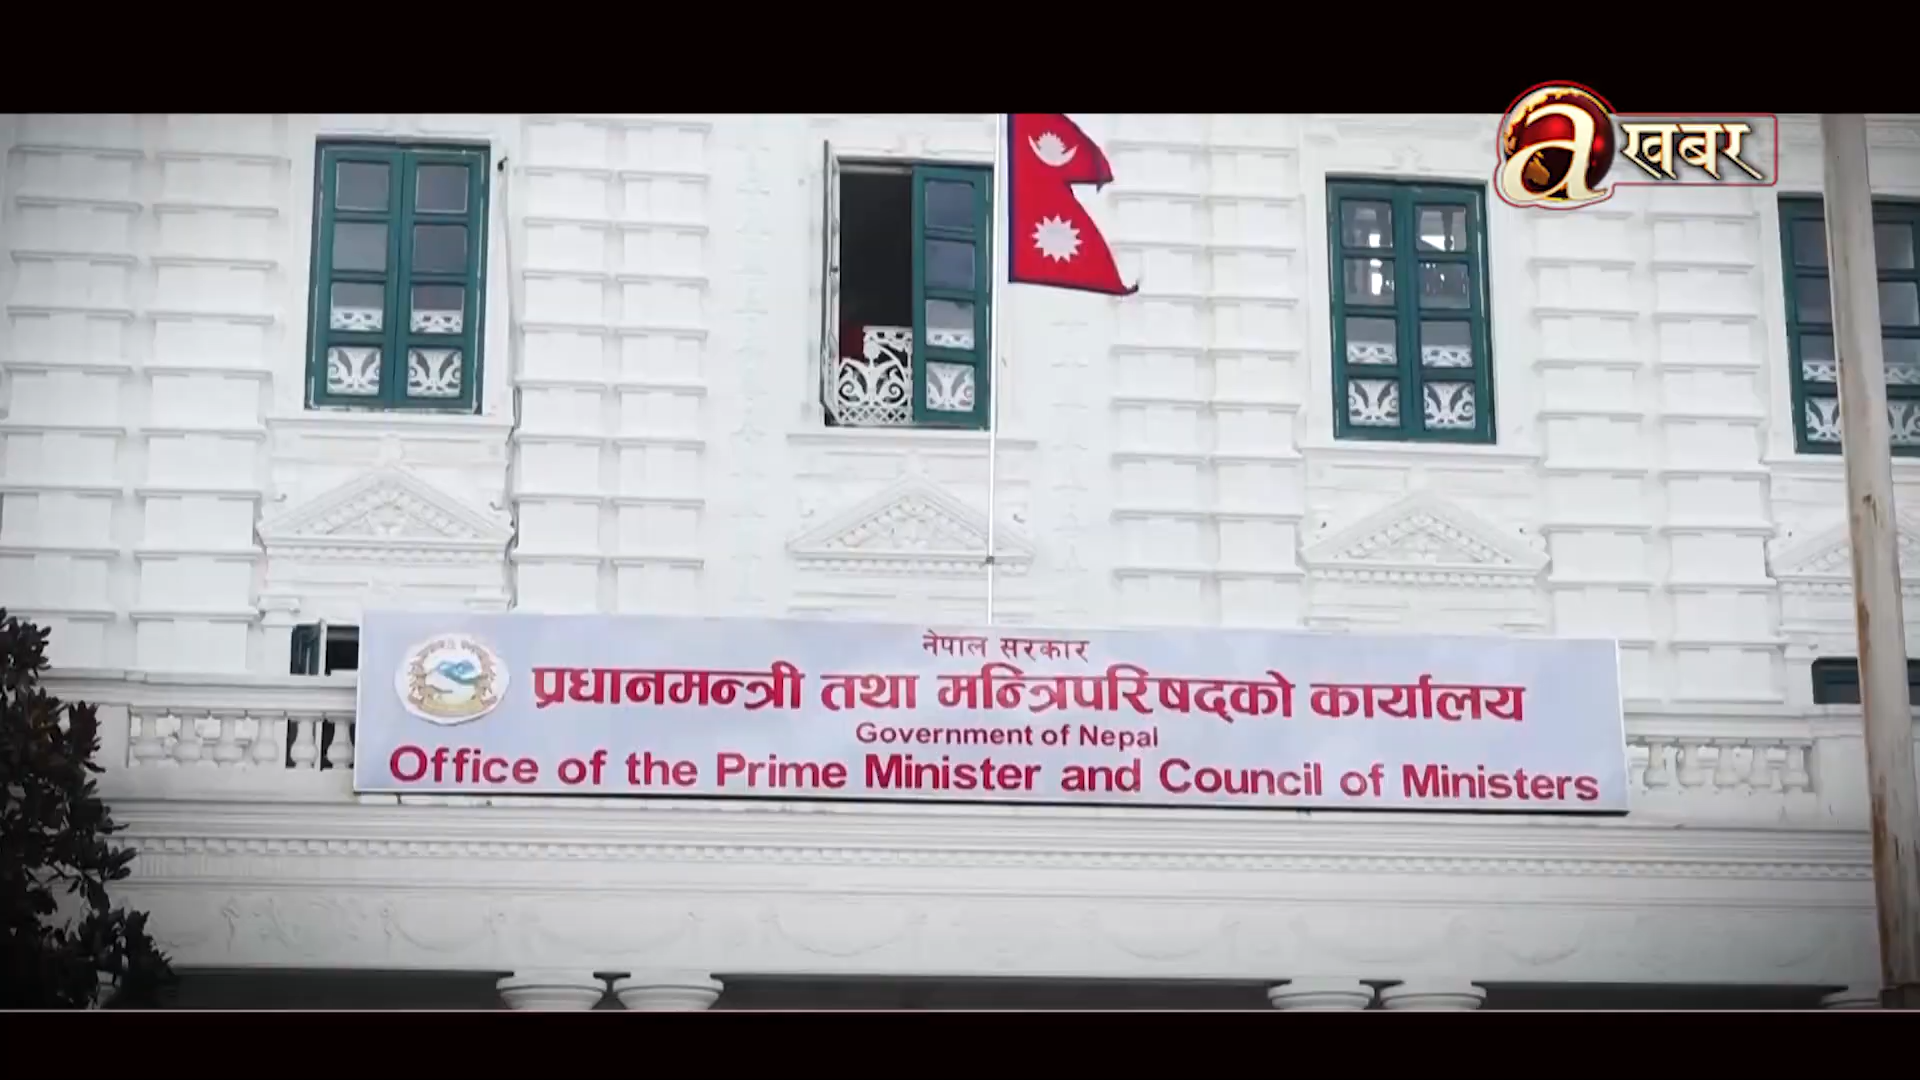 a खबर
नेपाल सरकार
प्रधानमन्त्री तथा मन्त्रिपरिषद्को कार्यालय
Government of Nepal
Office of the Prime Minister and Council of Ministers